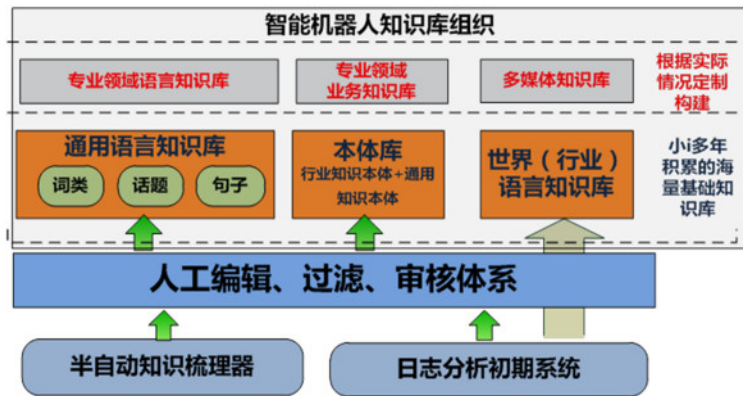 智能机器人知识库组织
专业领域语言知识库
专业领域
业务知识库
多媒体知识库
根据实际
情况定制
构建
通用语言知识库
词类
话题
句子
本体库
行业知识本体+通用
知识本体
世界（行业）
语言知识库
小i多年
积累的海
量基础知
识库
人工编辑、过滤、审核体系
半自动知识梳理器
日志分析初期系统